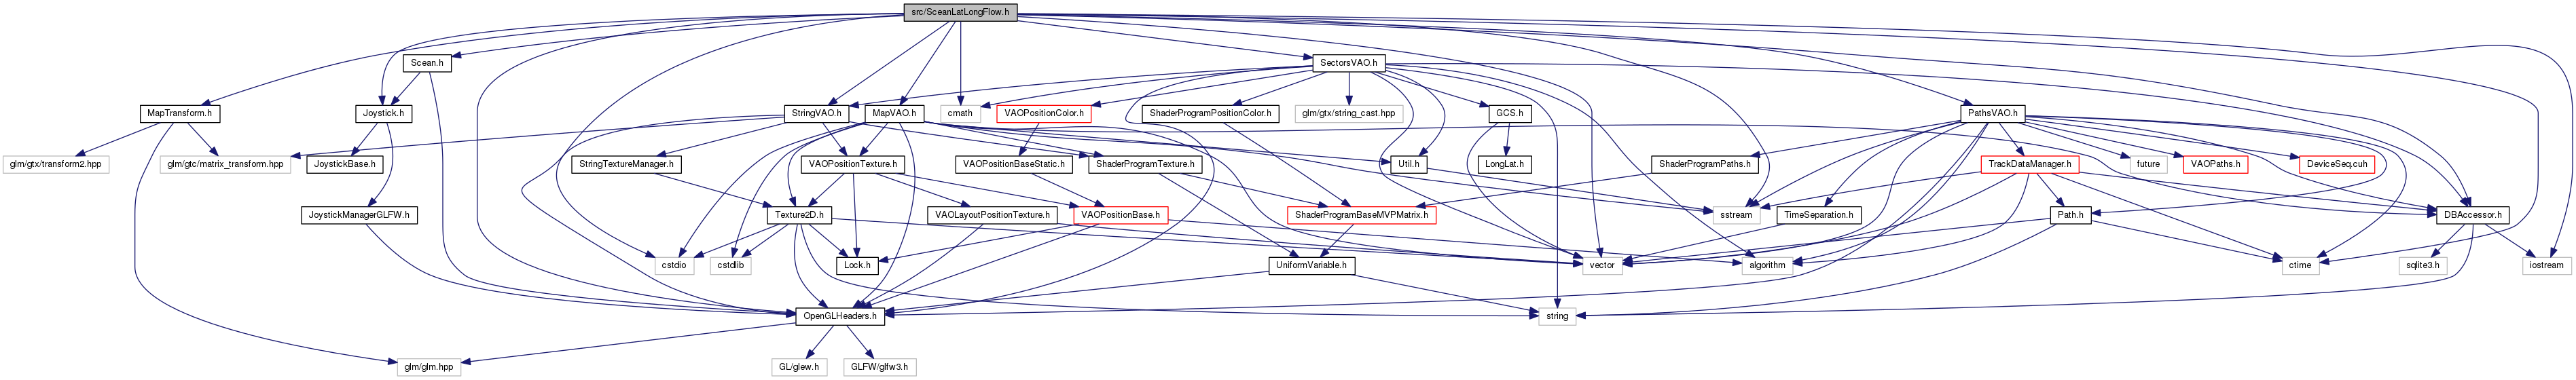 src/SceanLatLongFlow.h
Scean.h
SectorsVAO.h
MapTransform.h
Joystick.h
StringVAO.h
MapVAO.h
cmath
VAOPositionColor.h
ShaderProgramPositionColor.h
glm/gtx/string_cast.hpp
GCS.h
PathsVAO.h
glm/gtx/transform2.hpp
glm/gtc/matrix_transform.hpp
JoystickBase.h
StringTextureManager.h
VAOPositionTexture.h
VAOPositionBaseStatic.h
ShaderProgramTexture.h
Util.h
LongLat.h
ShaderProgramPaths.h
TrackDataManager.h
future
VAOPaths.h
DeviceSeq.cuh
JoystickManagerGLFW.h
Texture2D.h
VAOLayoutPositionTexture.h
VAOPositionBase.h
ShaderProgramBaseMVPMatrix.h
sstream
TimeSeparation.h
Path.h
DBAccessor.h
cstdio
cstdlib
Lock.h
UniformVariable.h
vector
algorithm
ctime
sqlite3.h
iostream
OpenGLHeaders.h
string
glm/glm.hpp
GL/glew.h
GLFW/glfw3.h